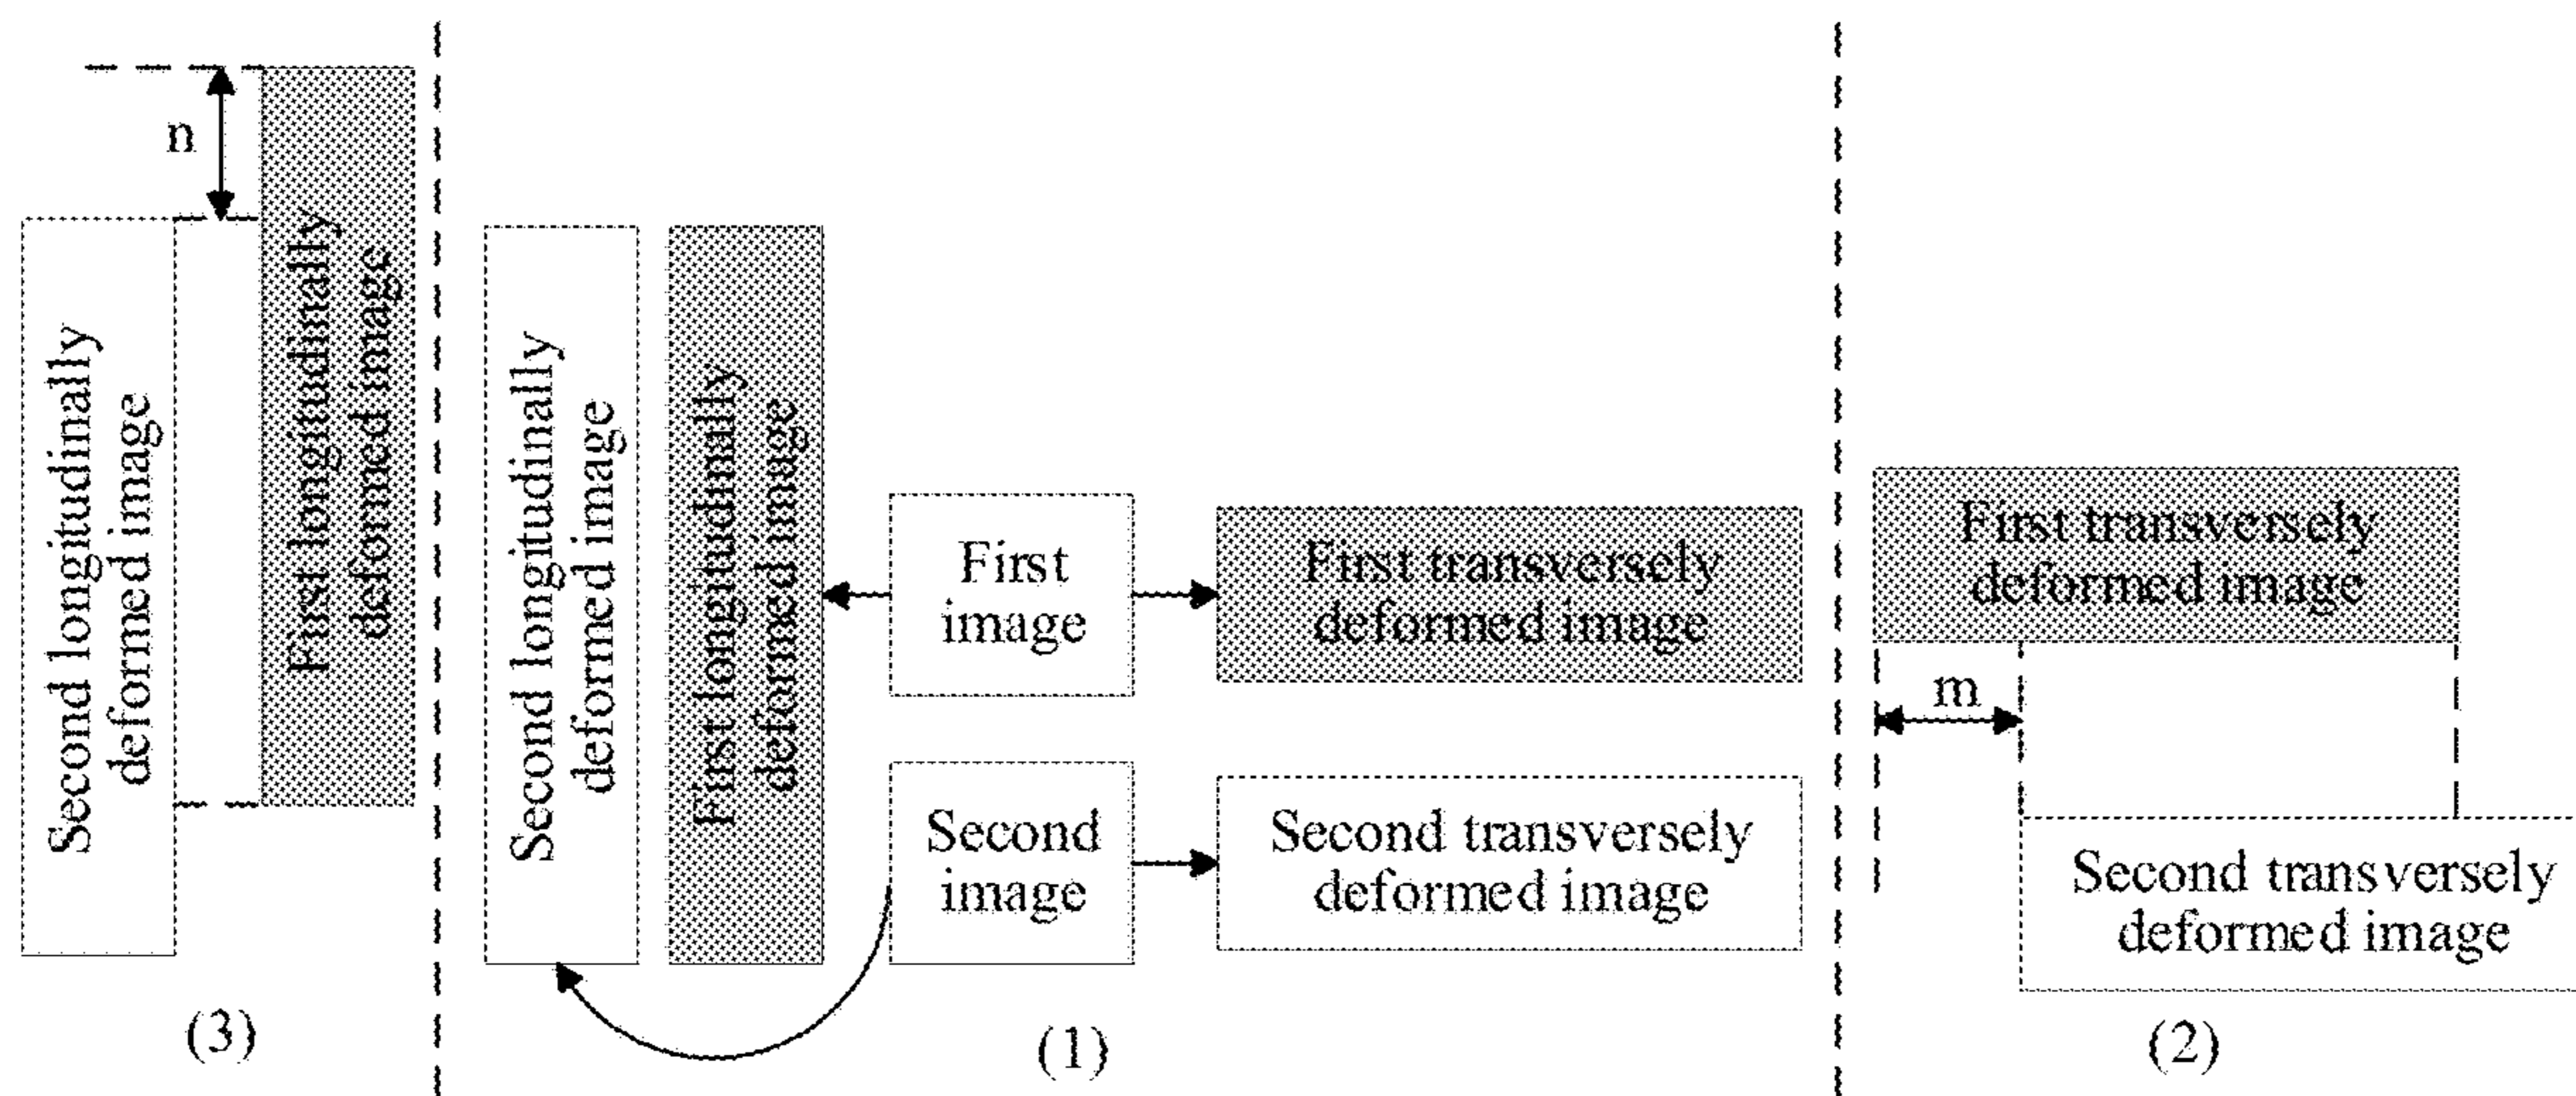 n
Second longitudinally
deformed image
First longitudinally
deformed image
(3)
Second longitudinally
deformed image
First longitudinally
deformed image
First
image
First transversely
deformed image
Second
image
Second transversely
deformed image
(1)
First transversely
deformed image
m
Second transversely
deformed image
(2)